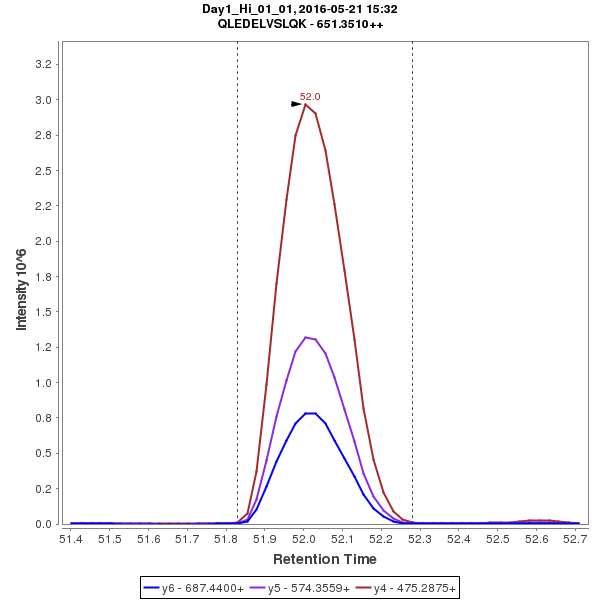 Day1_Hi_01_01, 2016-05-21 15:32
QLEDELVSLQK - 651.3510++
52.0
3.2
3.0
2.8
2.5
2.2
2.0
1.8
1.5
1.2
1.0
0.8
0.5
0.2
0.0
Intensity 10^6
51.4 51.5 51.6 51.7 51.8 51.9 52.0 52.1 52.2 52.3 52.4 52.5 52.6 52.7
Retention Time
y6 - 687.4400+ y5 - 574.3559+ y4 - 475.2875+